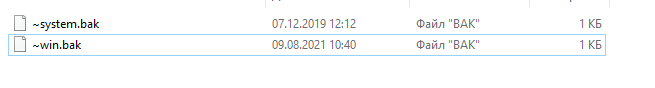 ~system.bak 07.12.2019 12:12 Файл "BAK" 1 КБ
~win.bak 09.08.2021 10:40 Файл "BAK" 1 КБ